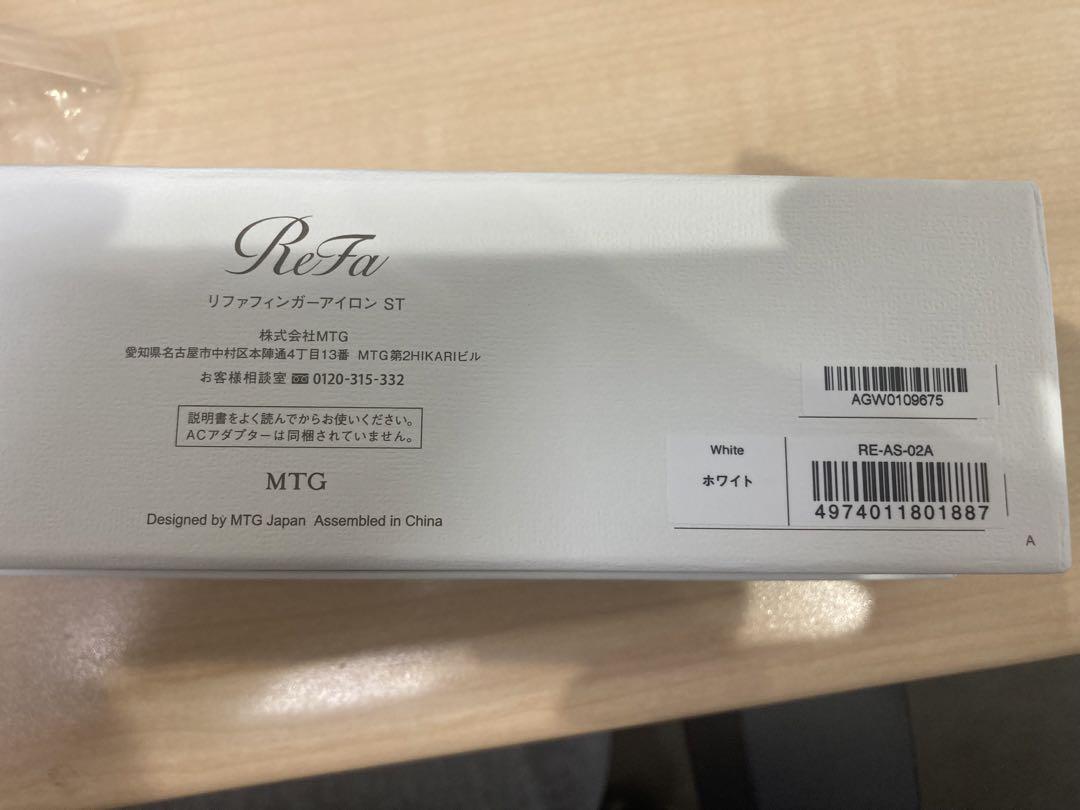 ReFa
リファフィンガーアイロン ST
株式会社MTG
愛知県名古屋市中村区本陣通4丁目13番 MTG第2HIKARIビル
お客様相談室 0120-315-332
説明書をよく読んでからお使いください。
ACアダプターは同梱されていません。
MTG
Designed by MTG Japan Assembled in China
AGW0109675
White
ホワイト
RE-AS-02A
4974011801887
A